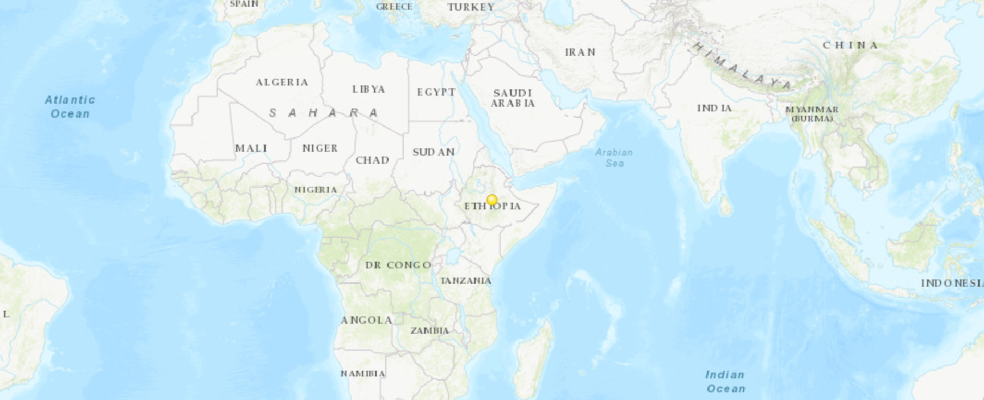 SPAIN
GREECE
TURKEY
IRAN
CHINA
HIMALAYA
ALGERIA
LIBYA
EGYPT
SAUDI
ARABIA
Atlantic
Ocean
SAHARA
INDIA
MYANMAR
(BURMA)
MALI
NIGER
CHAD
SUDAN
Arabian
Sea
NIGERIA
ETHIOPIA
DR CONGO
TANZANIA
INDONESI
L
ANGOLA
ZAMBIA
NAMIBIA
Indian
Ocean